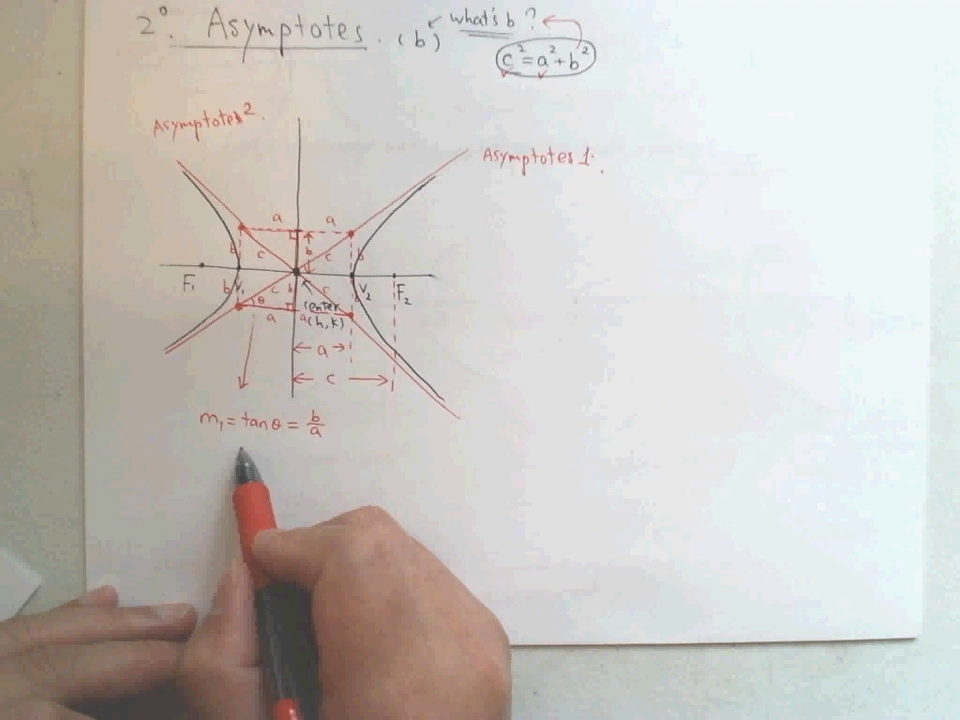 2°. Asymptotes. (b) what's b?
c² = a² + b²
Asymptotes 2.
Asymptotes 1.
a a
b c b c b
F₁ b V₁ c b c V₂ F₂
θ center
a a (h, k)
a
c
m₁ = tanθ = b/a